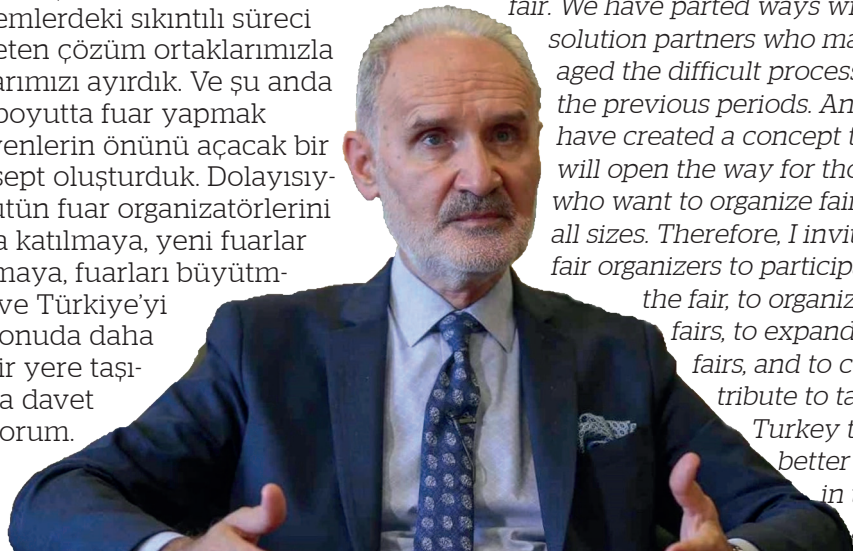 emlerdeki sıkıntılı süreci
eten çözüm ortaklarımızla
arımızı ayırdık. Ve şu anda
boyutta fuar yapmak
enlerin önünü açacak bir
sept oluşturduk. Dolayısıy-
ütün fuar organizatörlerini
a katılmaya, yeni fuarlar
maya, fuarları büyütm-
ve Türkiye’yi
onuda daha
ir yere taşı-
a davet
orum.
fair. We have parted ways wi
solution partners who ma
aged the difficult process
the previous periods. An
have created a concept t
will open the way for tho
who want to organize fair
all sizes. Therefore, I invit
fair organizers to particip
the fair, to organiz
fairs, to expand
fairs, and to c
tribute to ta
Turkey t
better
in